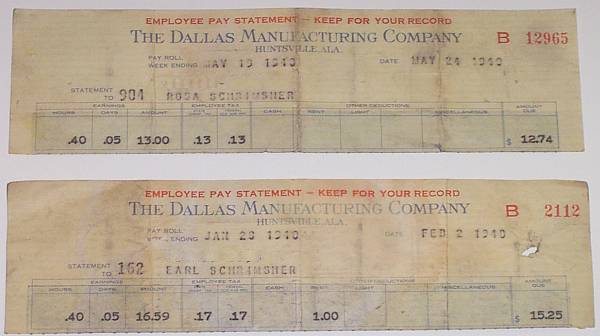 EMPLOYEE PAY STATEMENT — KEEP FOR YOUR RECORD
THE DALLAS MANUFACTURING COMPANY B 12965
HUNTSVILLE, ALA.
PAY ROLL
WEEK ENDING MAY 19 1940 DATE MAY 24 1940
STATEMENT
TO 904 ROSA SCHRIMSHER
EARNINGS EMPLOYEE TAX OTHER DEDUCTIONS AMOUNT
HOURS DAYS AMOUNT CASH RENT LIGHT MISCELLANEOUS DUE
.40 .05 13.00 .13 .13 $ 12.74
EMPLOYEE PAY STATEMENT — KEEP FOR YOUR RECORD
THE DALLAS MANUFACTURING COMPANY B 2112
HUNTSVILLE, ALA.
PAY ROLL
ENDING JAN 28 1940 DATE FEB 2 1940
STATEMENT
TO 162 EARL SCHRIMSHER
EARNINGS EMPLOYEE TAX DEDUCTIONS AMOUNT
HOURS DAYS AMOUNT RENT LIGHT MISCELLANEOUS DUE
.40 .05 16.59 .17 .17 1.00 $ 15.25